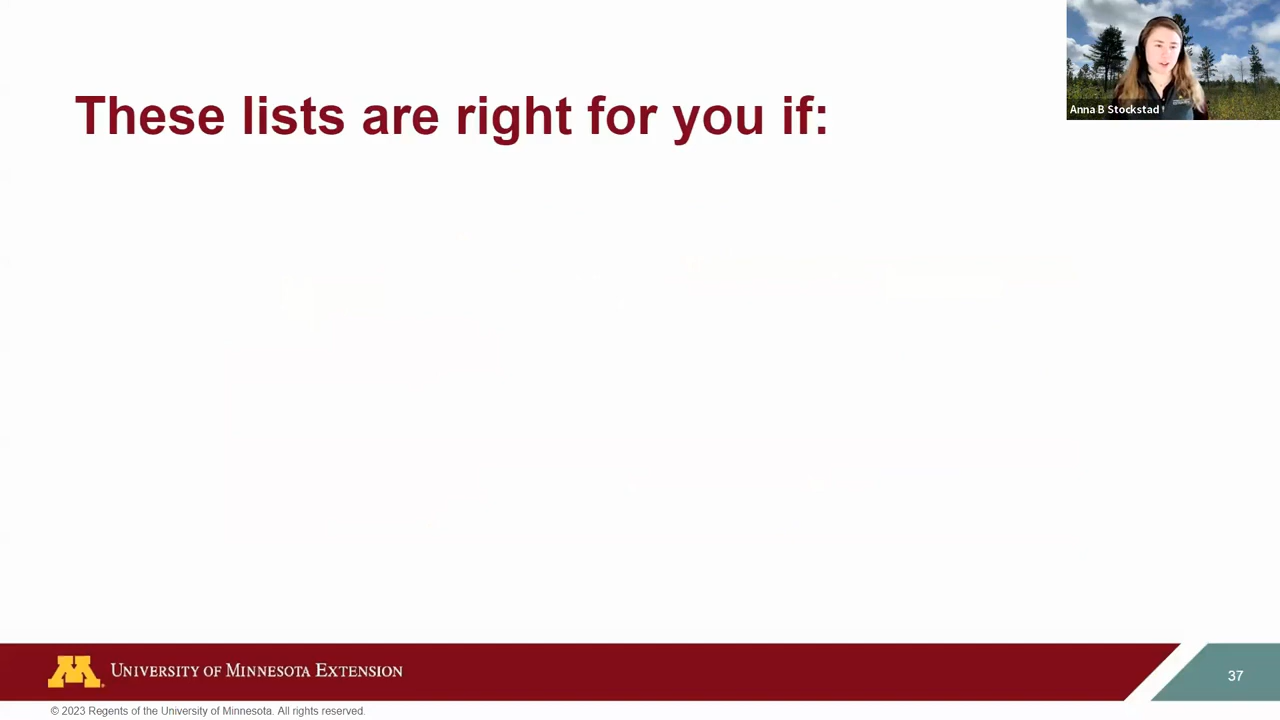 Anna B Stockstad
These lists are right for you if:
UNIVERSITY OF MINNESOTA EXTENSION
37
© 2023 Regents of the University of Minnesota. All rights reserved.